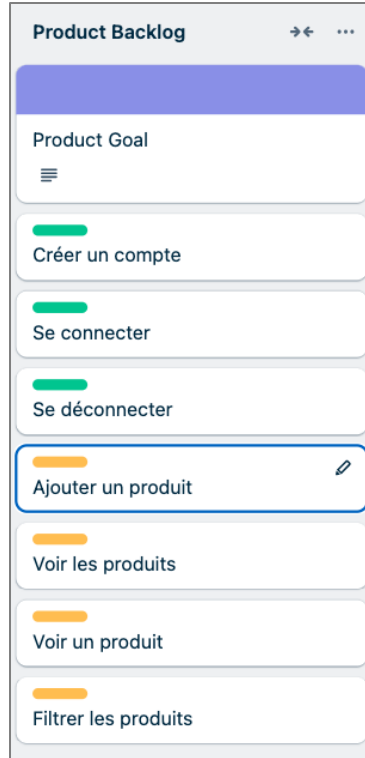 Product Backlog
Product Goal
Créer un compte
Se connecter
Se déconnecter
Ajouter un produit
Voir les produits
Voir un produit
Filtrer les produits